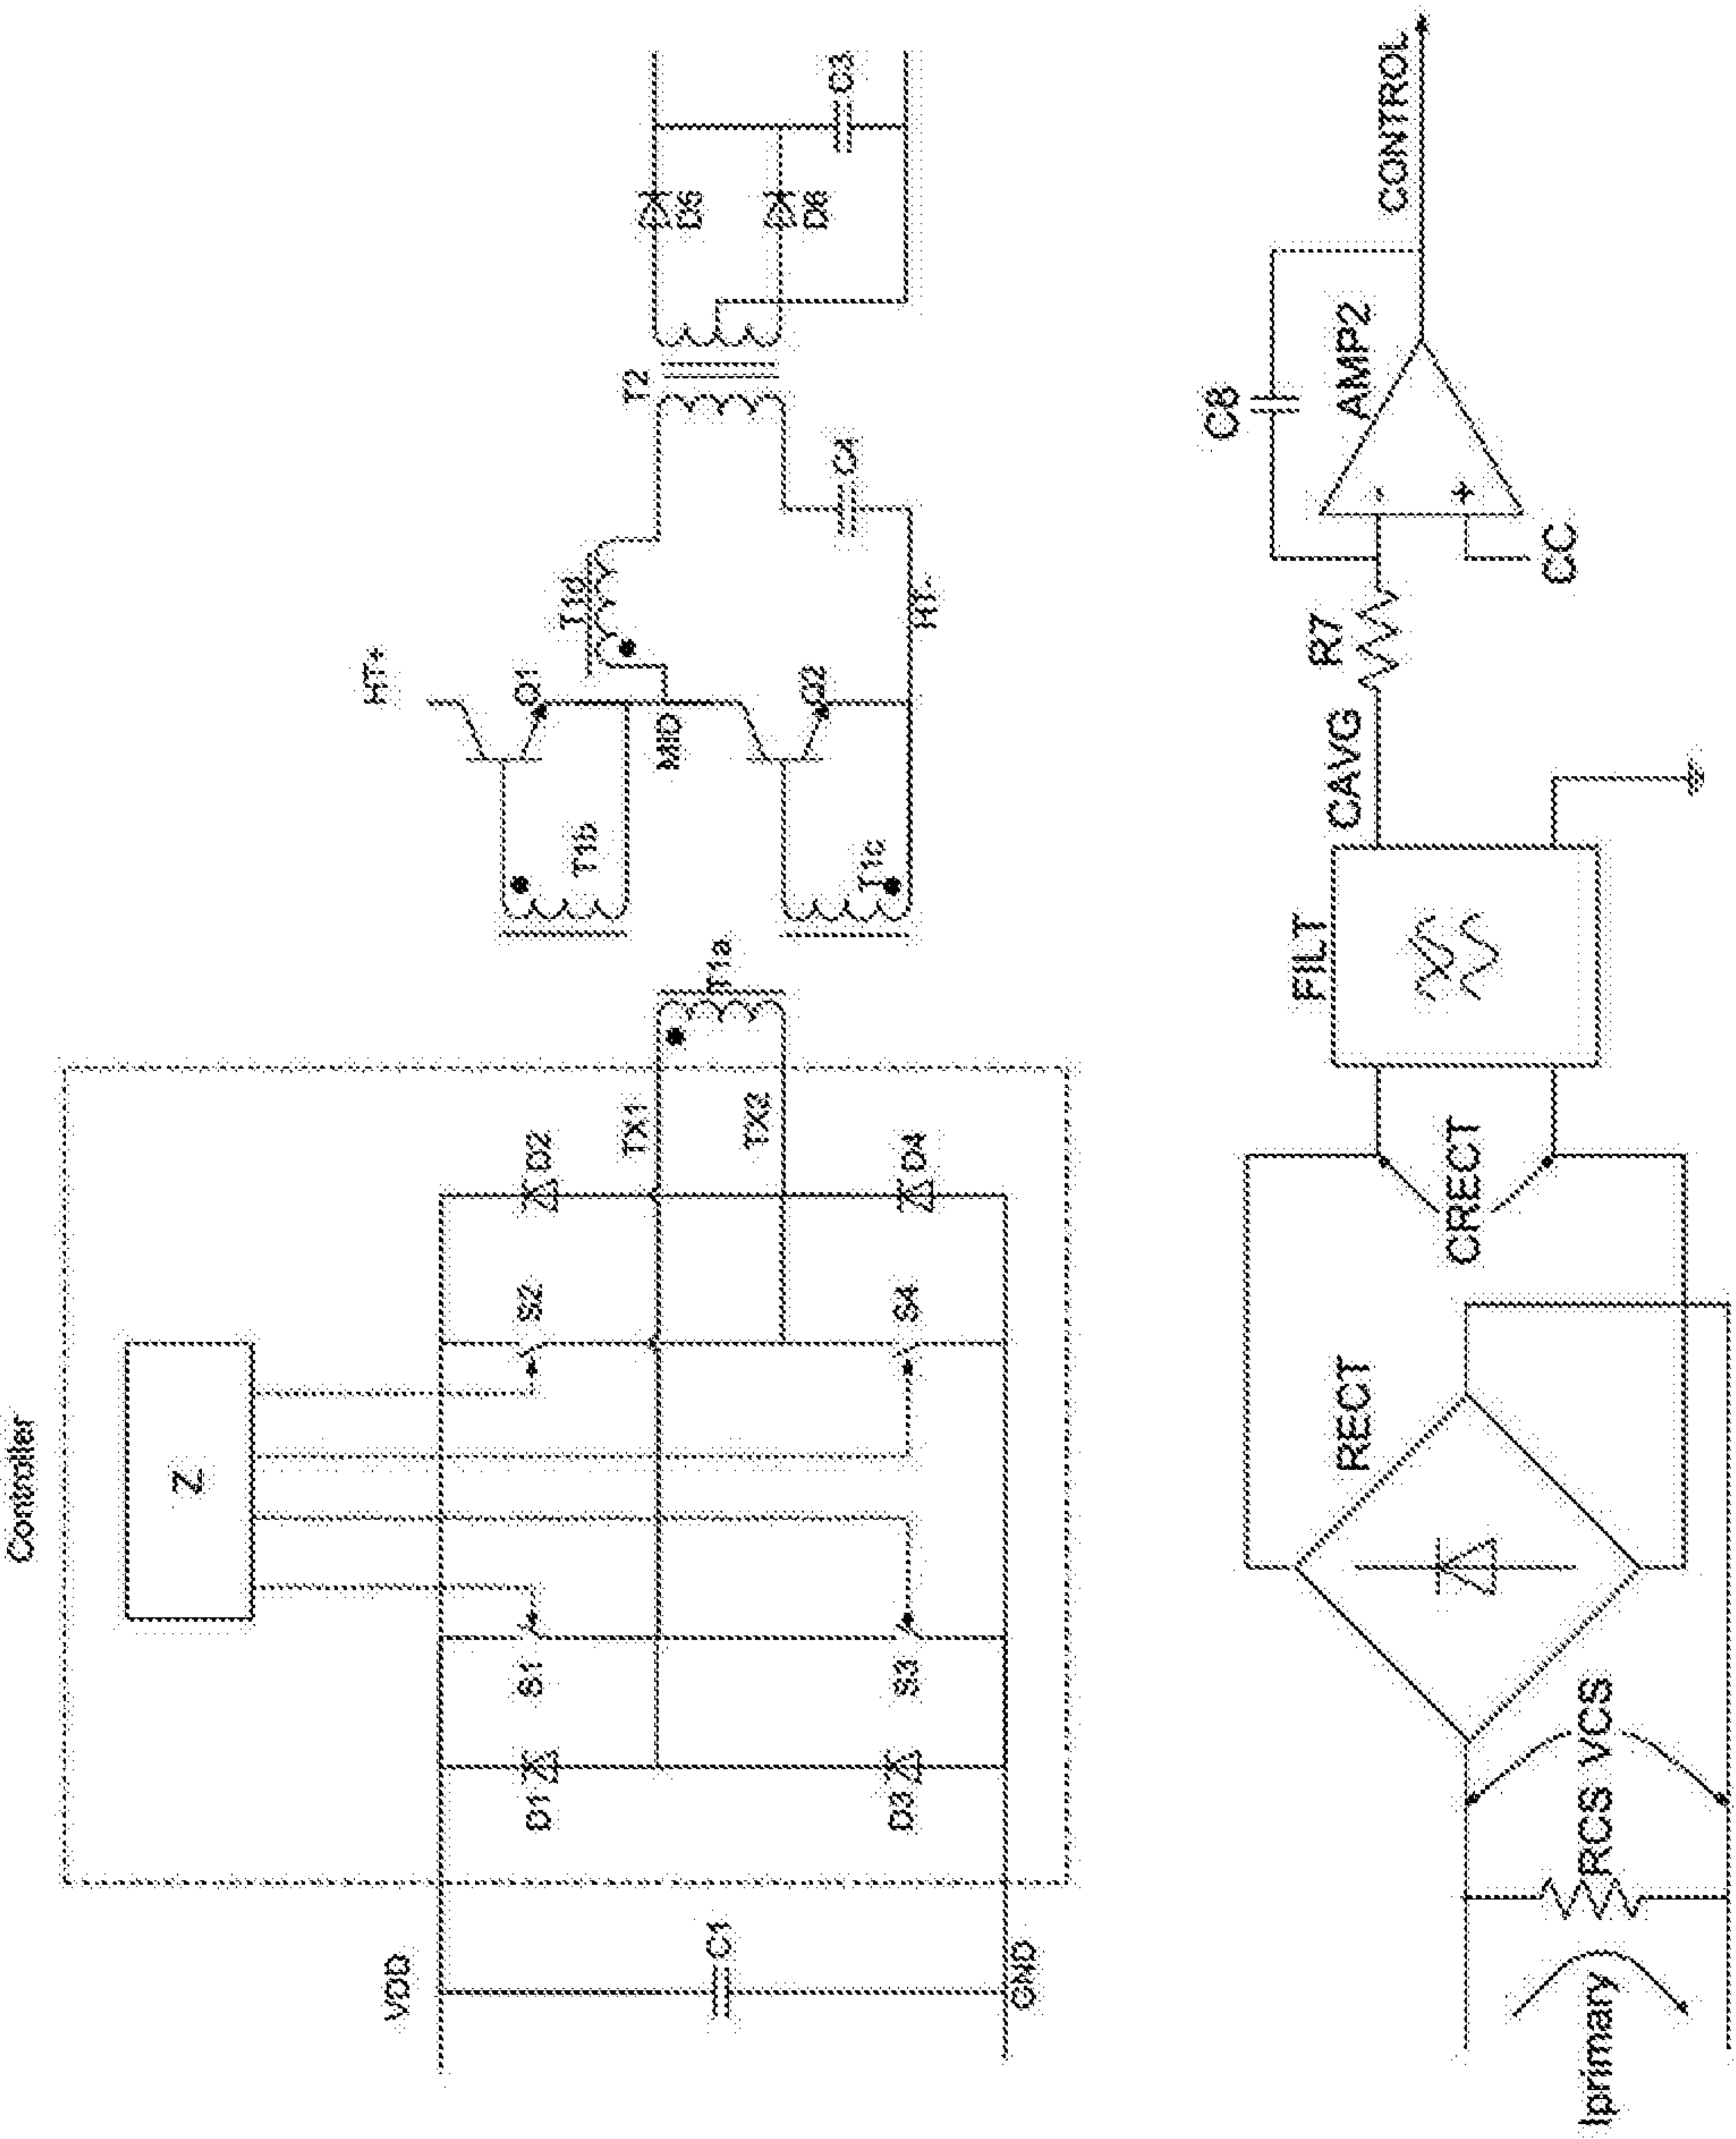 Controller
Z
VDD
C1
GND
D1
S1
S2
D2
D3
S3
S4
D4
TX1
TX2
T1a
T1b
T1c
HT+
Q1
MID
Q2
T1d
HT-
C4
T2
D5
D6
C3
Iprimary
RCS
VCS
RECT
CRECT
FILT
CAVG
R7
C8
-
+
AMP2
CC
CONTROL